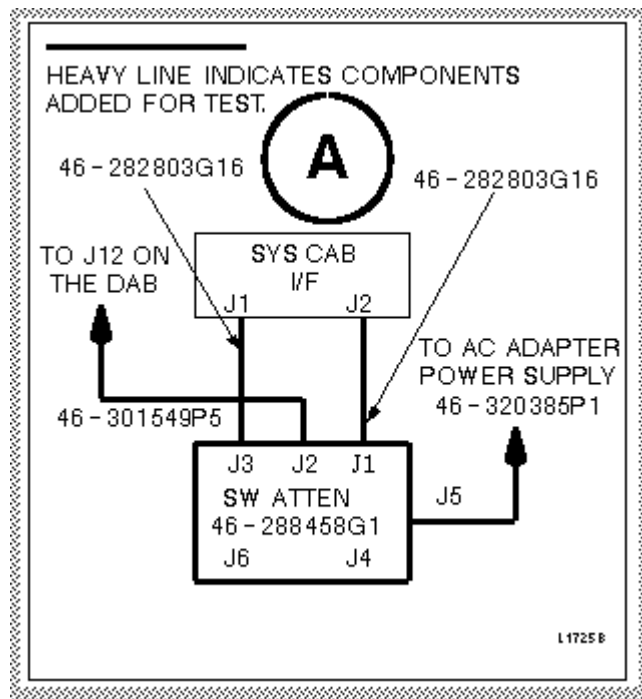 HEAVY LINE INDICATES COMPONENTS
ADDED FOR TEST.
A
46-282803G16
46-282803G16
TO J12 ON
THE DAB
SYS CAB
I/F
J1 J2
TO AC ADAPTER
POWER SUPPLY
46-320385P1
46-301549P5
J3 J2 J1
SW ATTEN
46-288458G1
J6 J4
J5
L1725B